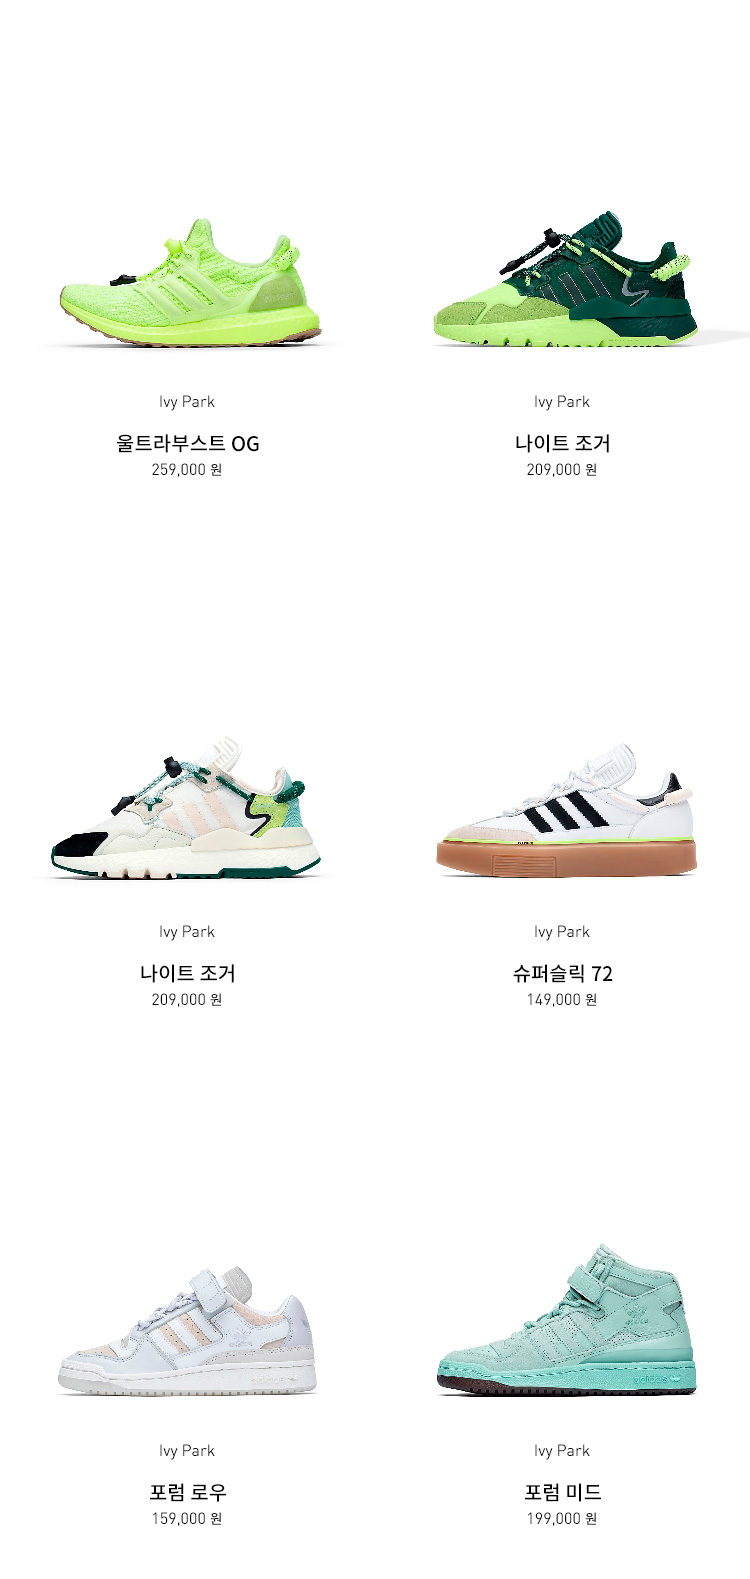 Ivy Park
울트라부스트 OG
259,000 원
Ivy Park
나이트 조거
209,000 원
Ivy Park
나이트 조거
209,000 원
Ivy Park
슈퍼슬릭 72
149,000 원
Ivy Park
포럼 로우
159,000 원
Ivy Park
포럼 미드
199,000 원